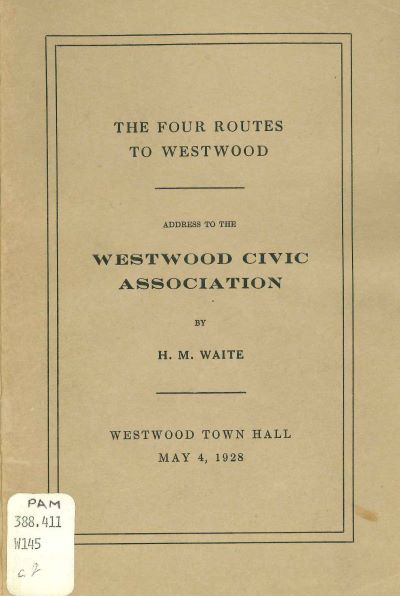 THE FOUR ROUTES
TO WESTWOOD
ADDRESS TO THE
WESTWOOD CIVIC
ASSOCIATION
BY
H. M. WAITE
WESTWOOD TOWN HALL
MAY 4, 1928
PAM
388.411
W145
c.2